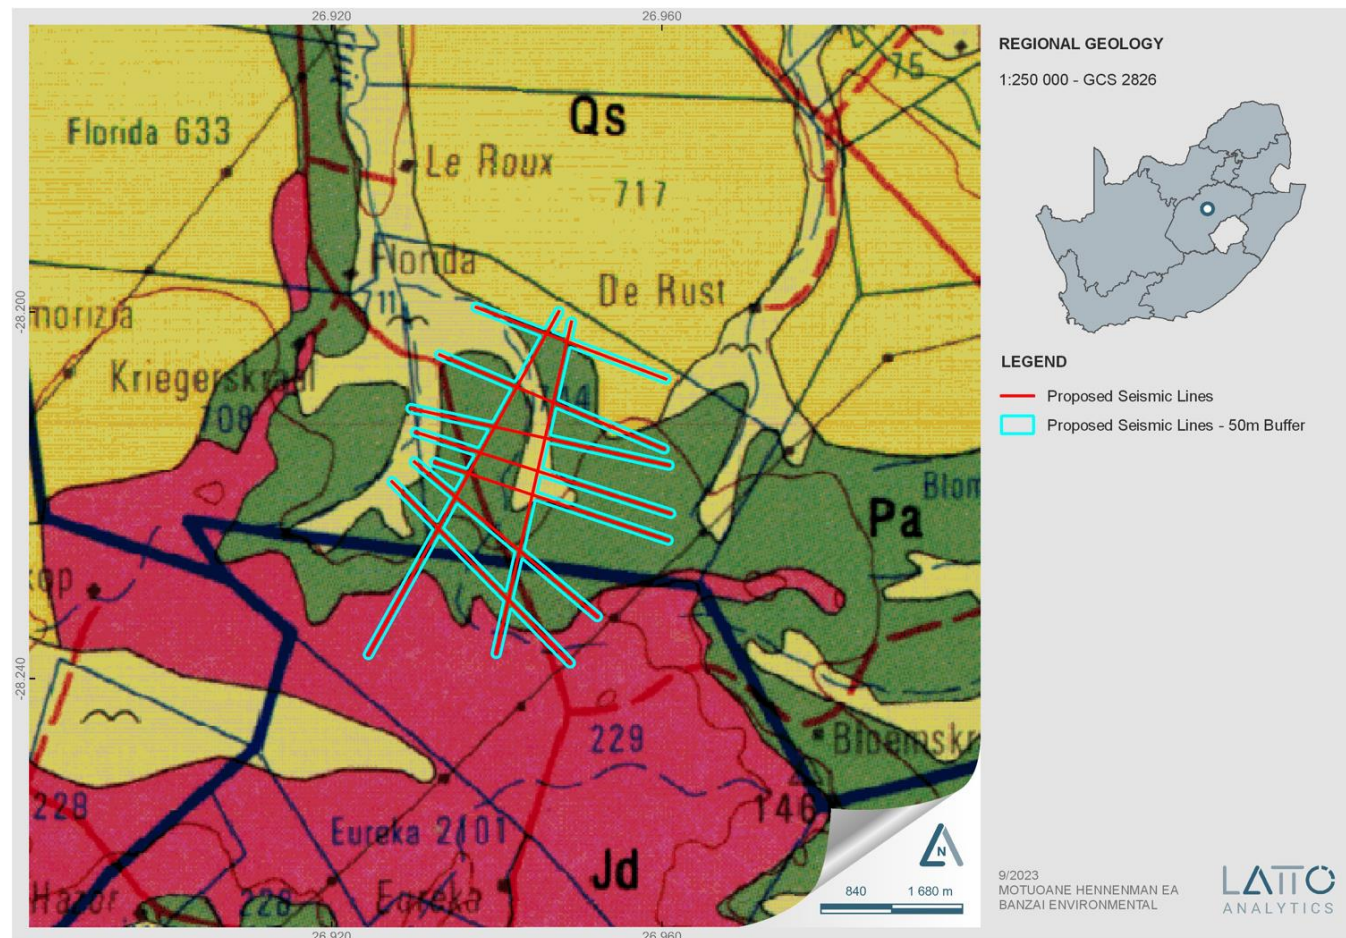 26.920
26.960
REGIONAL GEOLOGY
1:250 000 - GCS 2826
75
Qs
Florida 633
Le Roux
717
Florida
De Rust
11
-28.200
Kriegerskraal
708
LEGEND
Proposed Seismic Lines
Proposed Seismic Lines - 50m Buffer
Blom
Pa
-28.240
229
Bloemskr
228
146
Eureka 2101
Jd
N
840
1 680 m
9/2023
MOTUOANE HENNENMAN EA
BANZAI ENVIRONMENTAL
LATTO
ANALYTICS
Hazor
228
Eureka
26.920
26.960